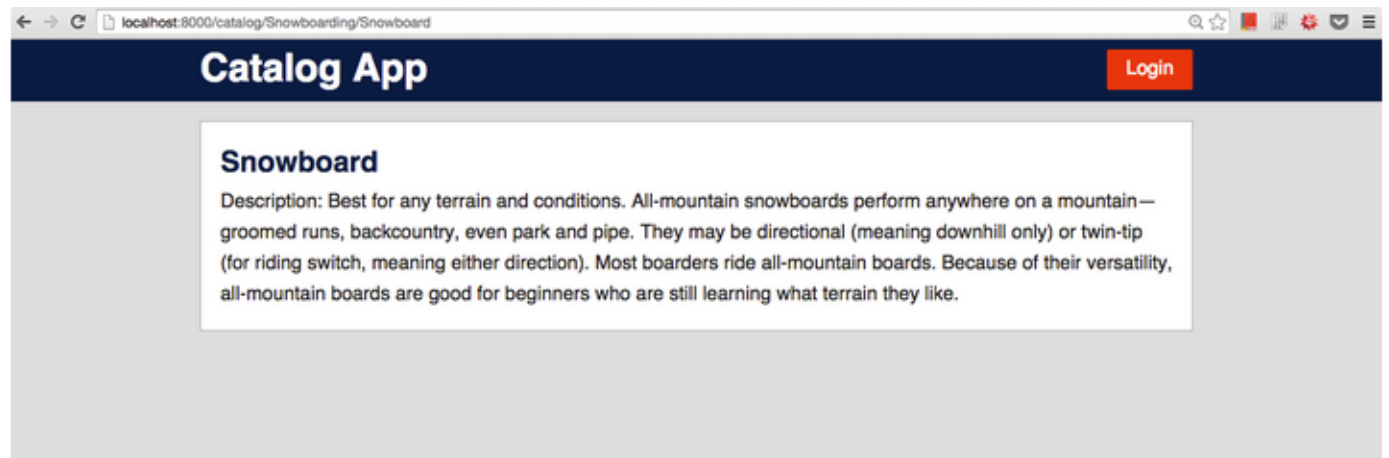 localhost:8000/catalog/Snowboarding/Snowboard
Catalog App
Login
Snowboard
Description: Best for any terrain and conditions. All-mountain snowboards perform anywhere on a mountain—
groomed runs, backcountry, even park and pipe. They may be directional (meaning downhill only) or twin-tip
(for riding switch, meaning either direction). Most boarders ride all-mountain boards. Because of their versatility,
all-mountain boards are good for beginners who are still learning what terrain they like.